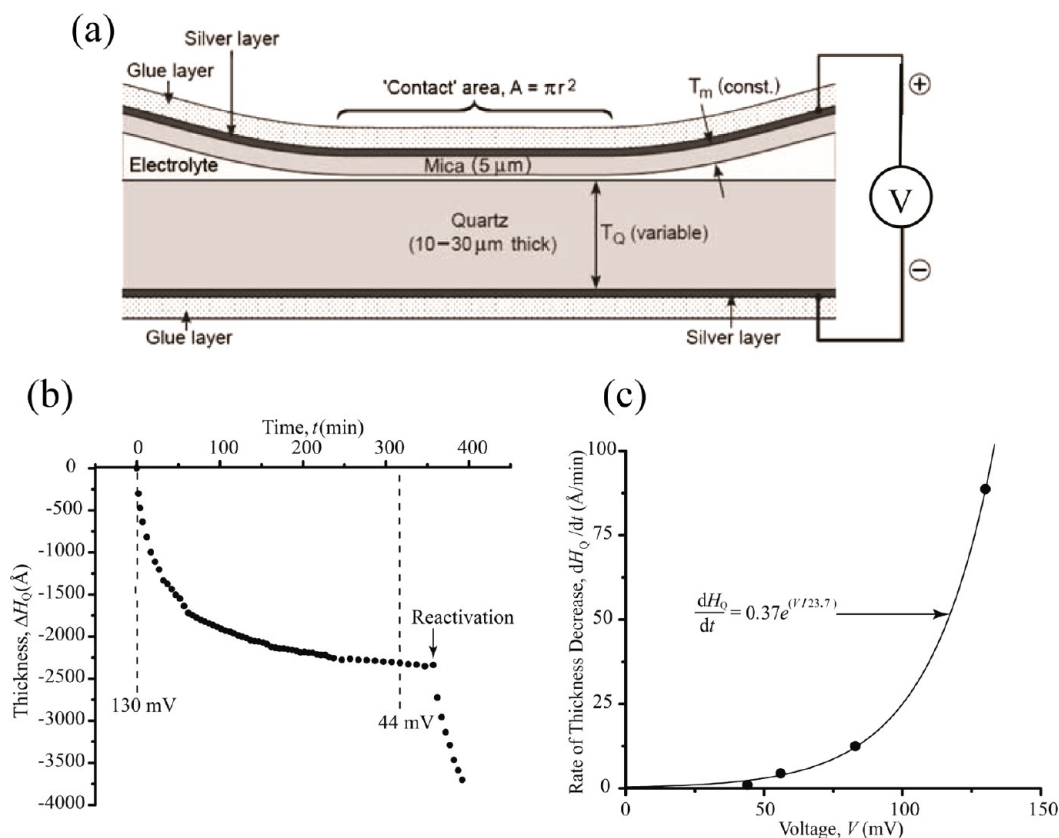 (a)
Silver layer
Glue layer
'Contact' area, A = πr²
Tm (const.)
+
Electrolyte
Mica (5 μm)
V
Quartz
(10–30 μm thick)
TQ (variable)
−
Glue layer
Silver layer
(b)
Time, t(min)
0 100 200 300 400
Thickness, ΔHQ(Å)
0
-500
-1000
-1500
-2000
-2500
-3000
-3500
-4000
Reactivation
130 mV
44 mV
(c)
Rate of Thickness Decrease, dHQ/dt (Å/min)
100
75
50
25
0
dHQ/dt = 0.37e^(V/23.7)
0 50 100 150
Voltage, V (mV)